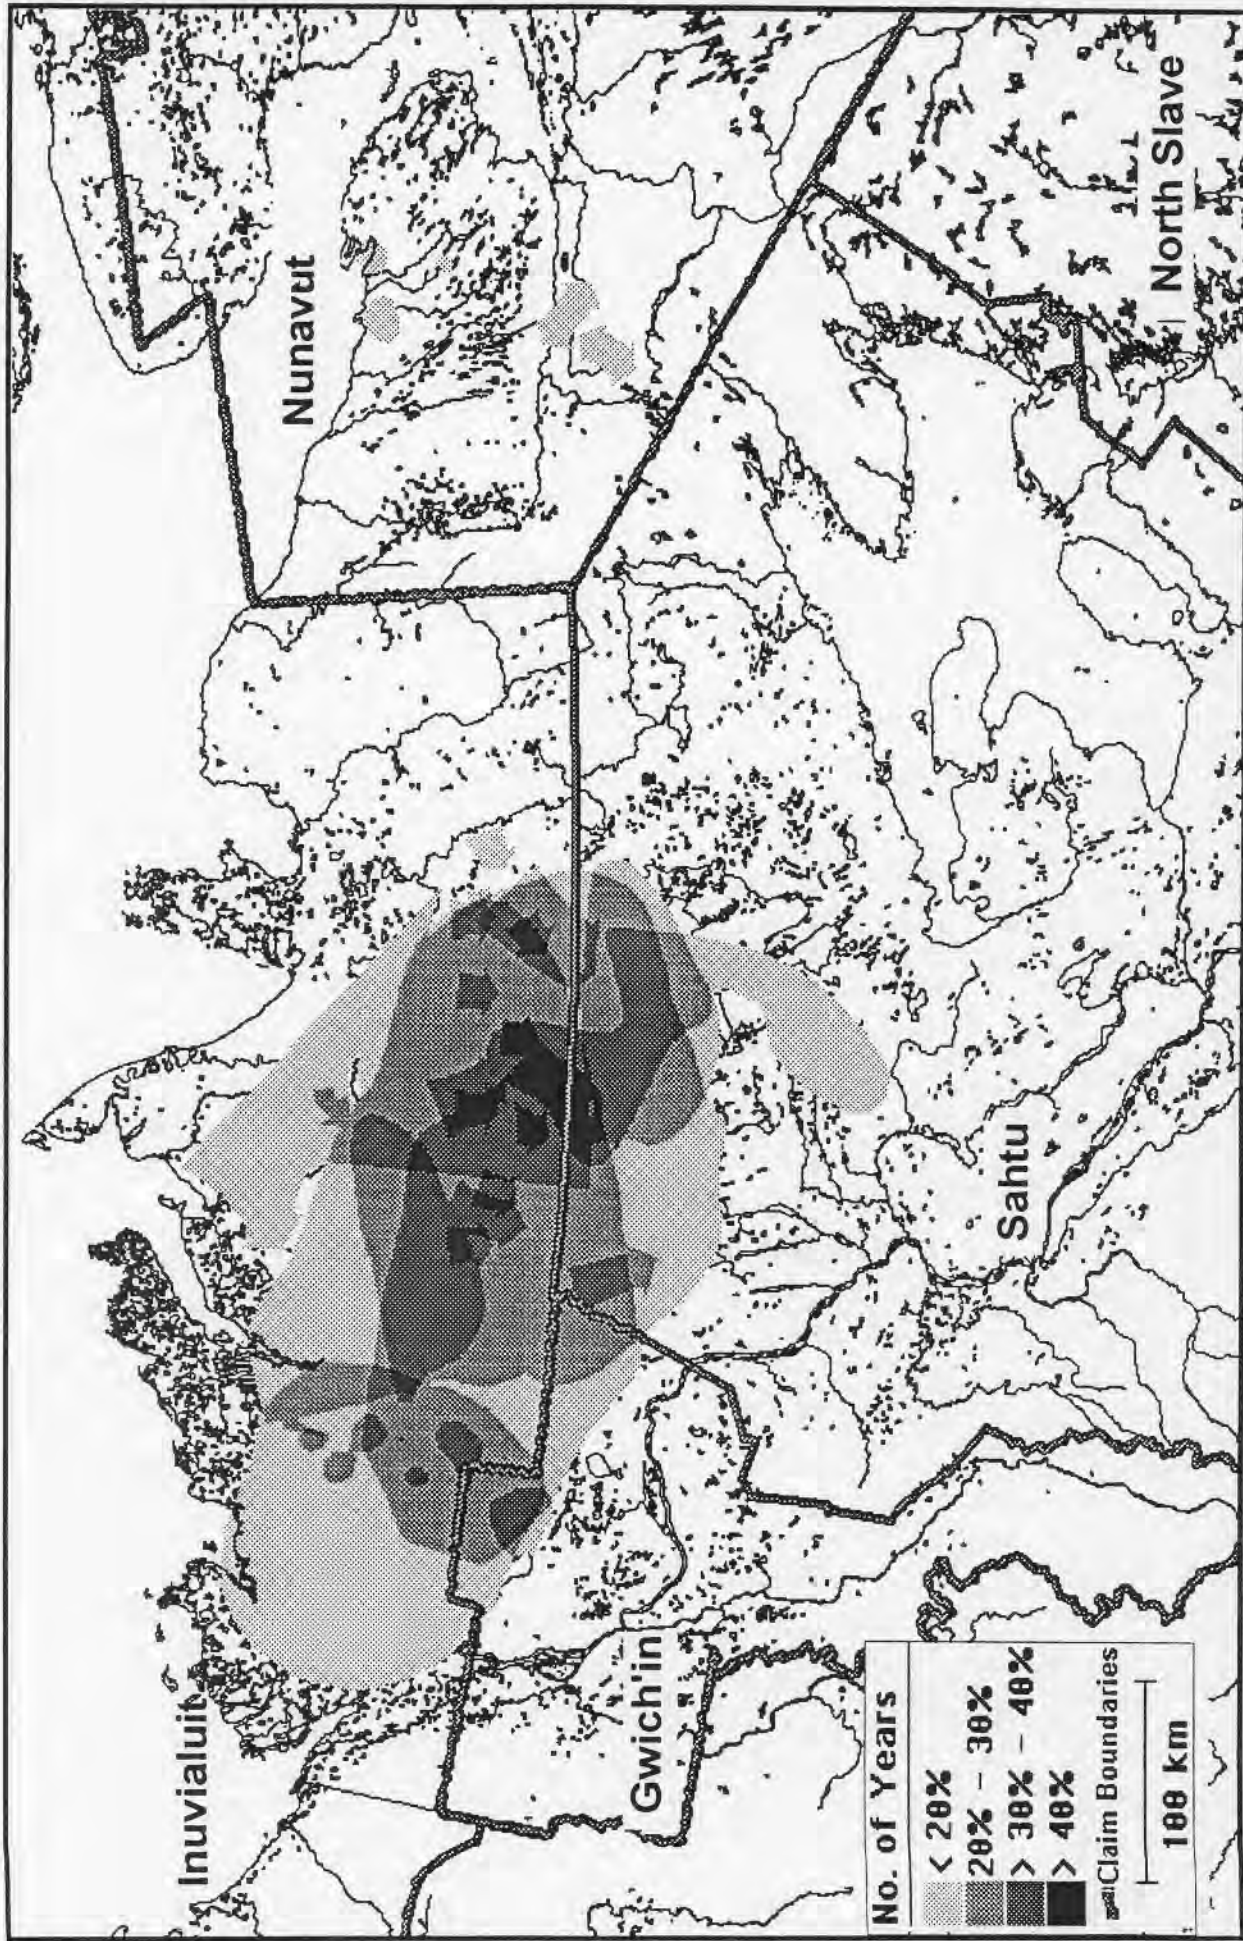 Inuvialuit
Nunavut
Gwich'in
Sahtu
North Slave
No. of Years
< 20%
20% - 30%
> 30% - 40%
> 40%
Claim Boundaries
100 km